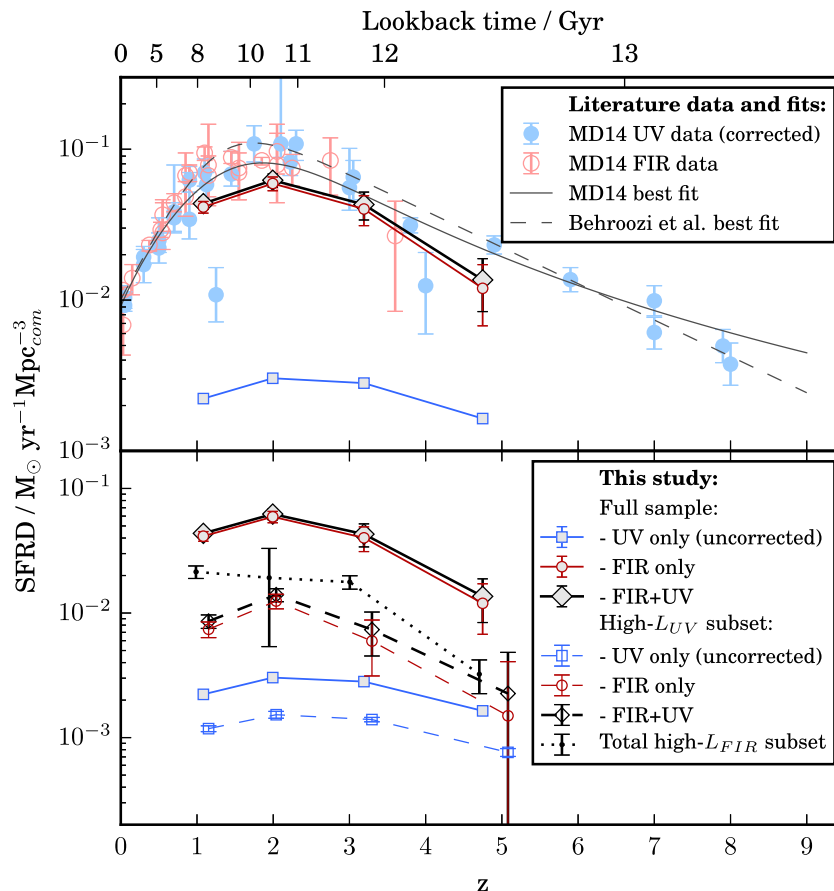 Lookback time / Gyr
0 5 8 10 11 12 13
Literature data and fits:
MD14 UV data (corrected)
MD14 FIR data
MD14 best fit
Behroozi et al. best fit
10⁻¹
10⁻²
10⁻³
SFRD / M⊙ yr⁻¹Mpc⁻³com
This study:
Full sample:
- UV only (uncorrected)
- FIR only
- FIR+UV
High-L_UV subset:
- UV only (uncorrected)
- FIR only
- FIR+UV
Total high-L_FIR subset
10⁻¹
10⁻²
10⁻³
0 1 2 3 4 5 6 7 8 9
z